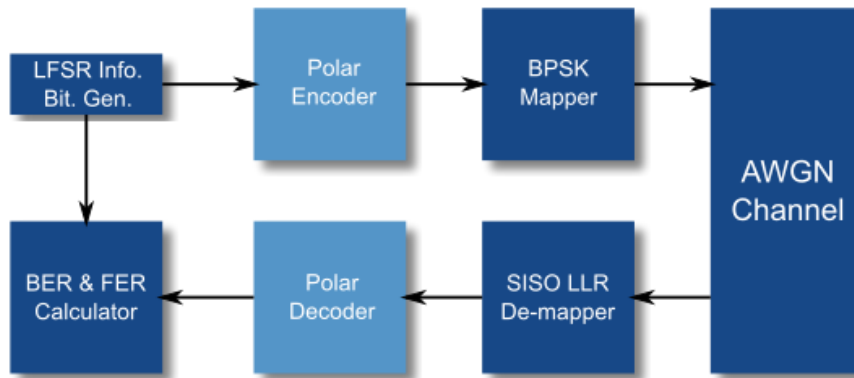 LFSR Info.
Bit. Gen.
Polar
Encoder
BPSK
Mapper
AWGN
Channel
BER & FER
Calculator
Polar
Decoder
SISO LLR
De-mapper